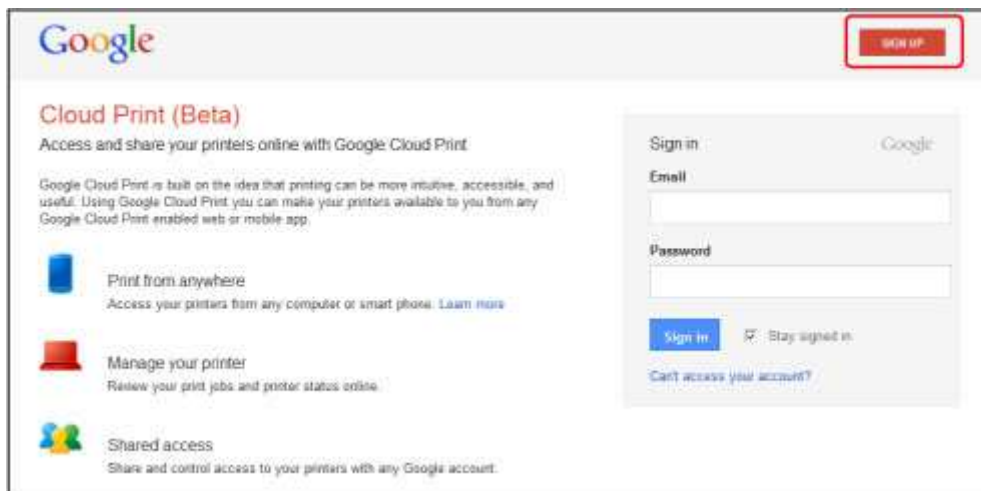 Google
SIGN UP
Cloud Print (Beta)
Access and share your printers online with Google Cloud Print
Google Cloud Print is built on the idea that printing can be more intuitive, accessible, and
useful. Using Google Cloud Print you can make your printers available to you from any
Google Cloud Print enabled web or mobile app.
Print from anywhere
Access your printers from any computer or smart phone. Learn more
Manage your printer
Review your print jobs and printer status online.
Shared access
Share and control access to your printers with any Google account.
Sign in Google
Email
Password
Sign in Stay signed in
Can't access your account?